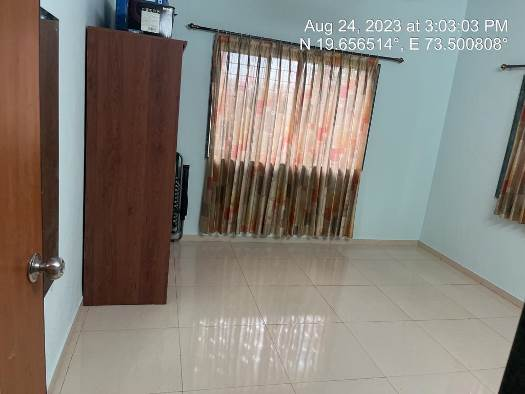 Aug 24, 2023 at 3:03:03 PM
N 19.656514°, E 73.500808°